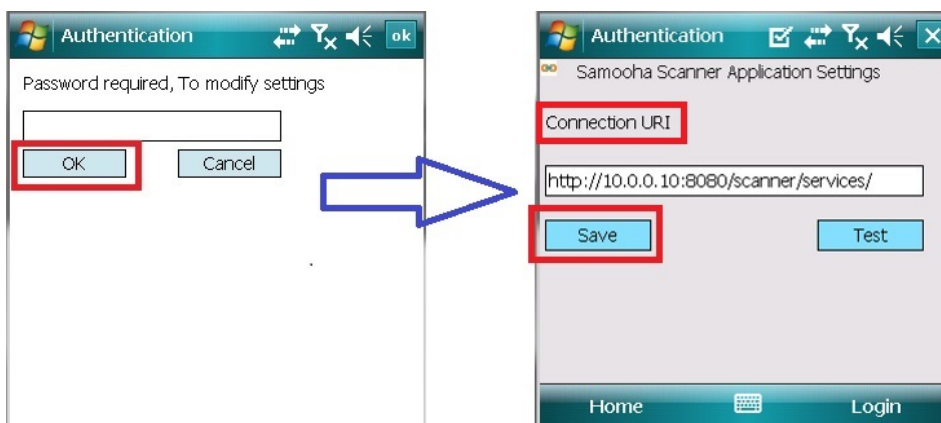 Authentication
ok
Password required, To modify settings
OK
Cancel
Authentication
Samooha Scanner Application Settings
Connection URI
http://10.0.0.10:8080/scanner/services/
Save
Test
Home
Login